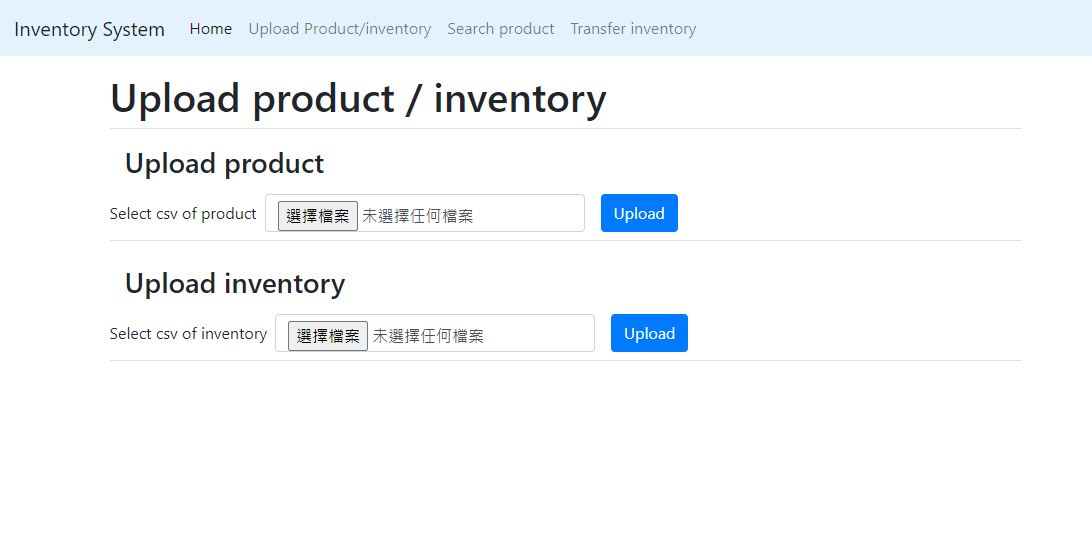 Inventory System Home Upload Product/inventory Search product Transfer inventory
Upload product / inventory
Upload product
Select csv of product 選擇檔案 未選擇任何檔案 Upload
Upload inventory
Select csv of inventory 選擇檔案 未選擇任何檔案 Upload